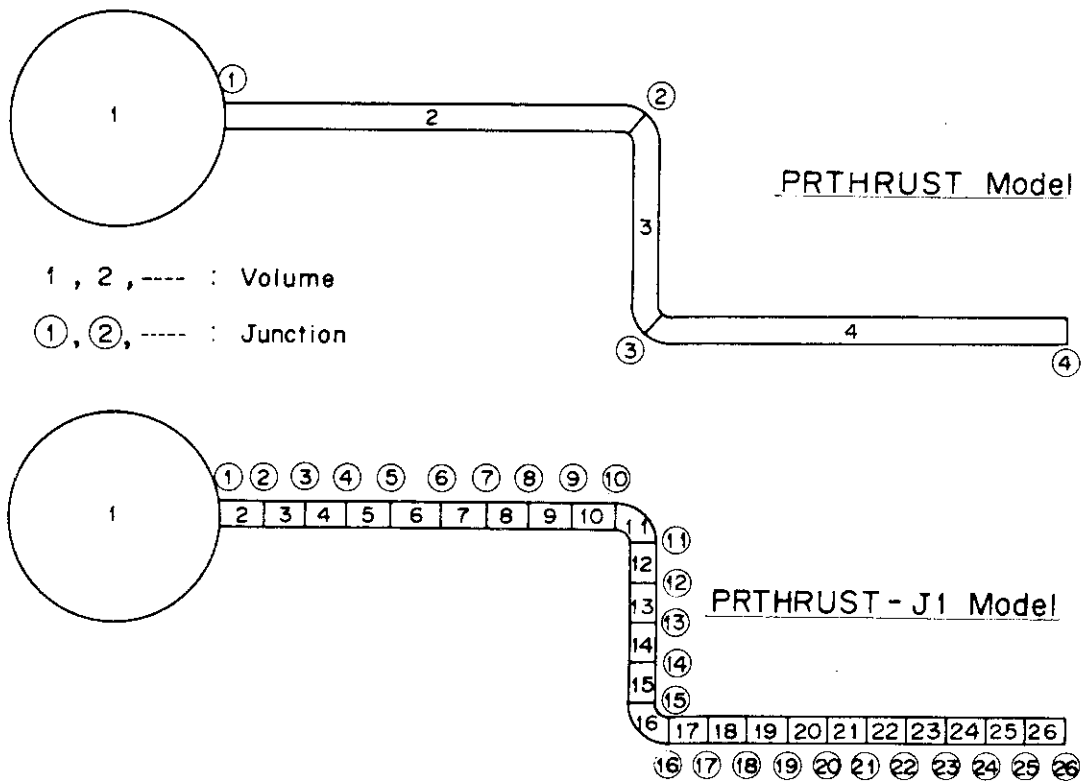 ①
②
1
2
PRTHRUST Model
3
1 , 2 , ---- : Volume
①, ②, ----- : Junction
4
③
④
① ② ③ ④ ⑤ ⑥ ⑦ ⑧ ⑨ ⑩
1
2 3 4 5 6 7 8 9 10
11 ⑪
12
⑫
PRTHRUST - J1 Model
13
⑬
14
⑭
15
⑮
16
17 18 19 20 21 22 23 24 25 26
⑯ ⑰ ⑱ ⑲ ⑳ ㉑ ㉒ ㉓ ㉔ ㉕ ㉖